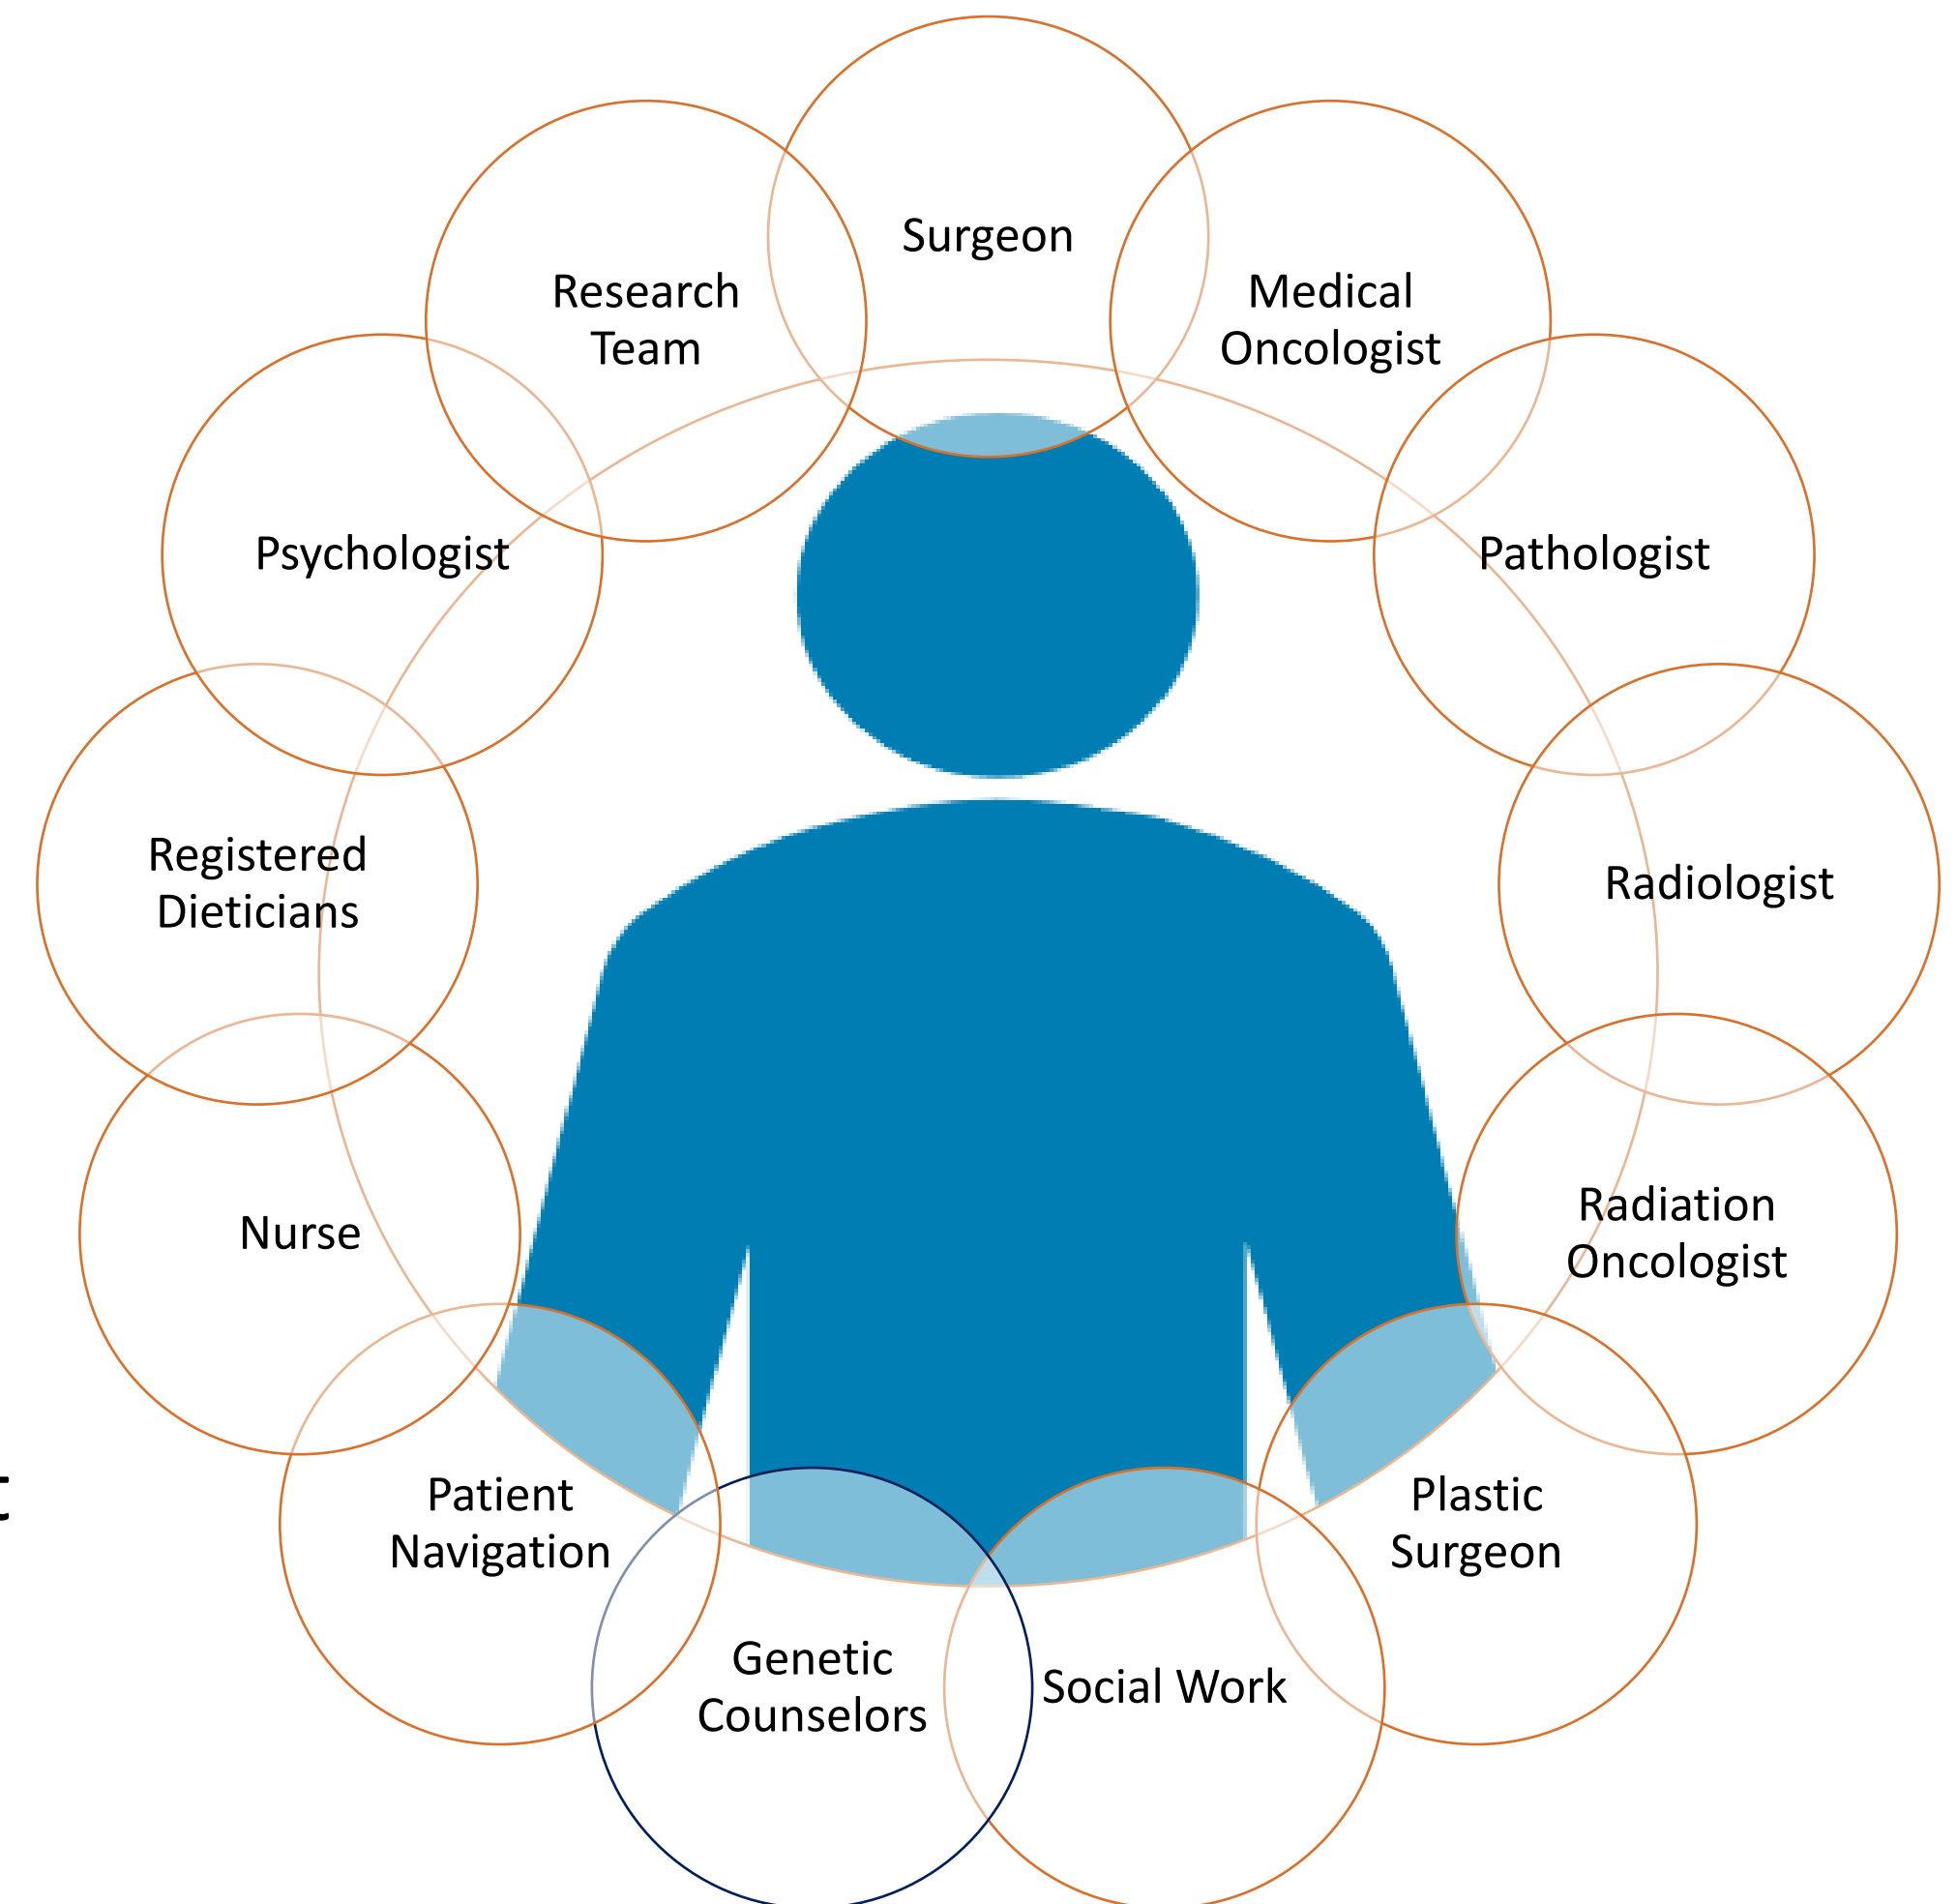 Surgeon
Research
Team
Medical
Oncologist
Psychologist
Pathologist
Registered
Dieticians
Radiologist
Nurse
Radiation
Oncologist
Patient
Navigation
Plastic
Surgeon
Genetic
Counselors
Social Work
t